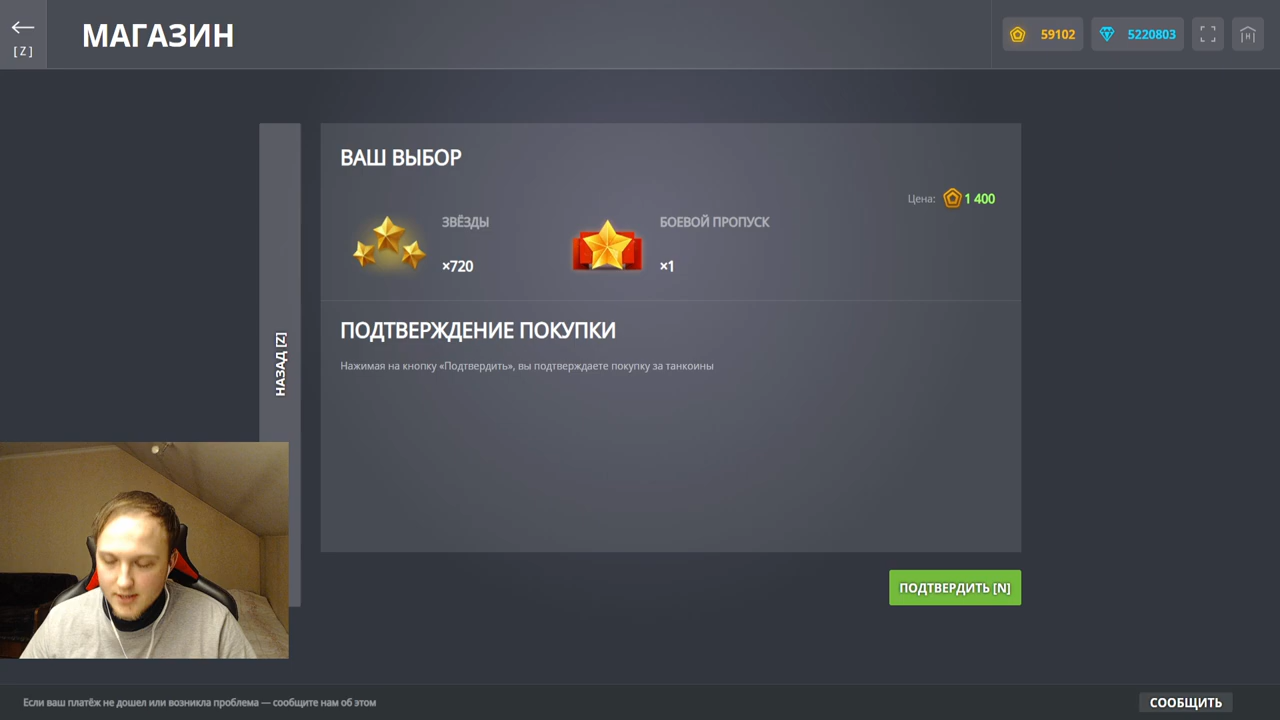 [Z]
МАГАЗИН
59102
5220803
[H]
НАЗАД [Z]
ВАШ ВЫБОР
Цена: 1 400
ЗВЁЗДЫ
×720
БОЕВОЙ ПРОПУСК
×1
ПОДТВЕРЖДЕНИЕ ПОКУПКИ
Нажимая на кнопку «Подтвердить», вы подтверждаете покупку за танкоины
ПОДТВЕРДИТЬ [N]
Если ваш платёж не дошел или возникла проблема — сообщите нам об этом
СООБЩИТЬ